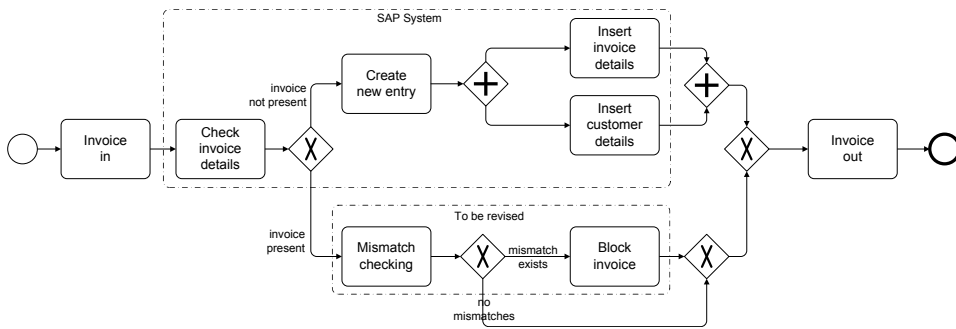 SAP System
Insert
invoice
details
Create
new entry
invoice
not present
Insert
customer
details
Invoice
in
Check
invoice
details
Invoice
out
To be revised
invoice
present
Mismatch
checking
mismatch
exists
Block
invoice
no
mismatches